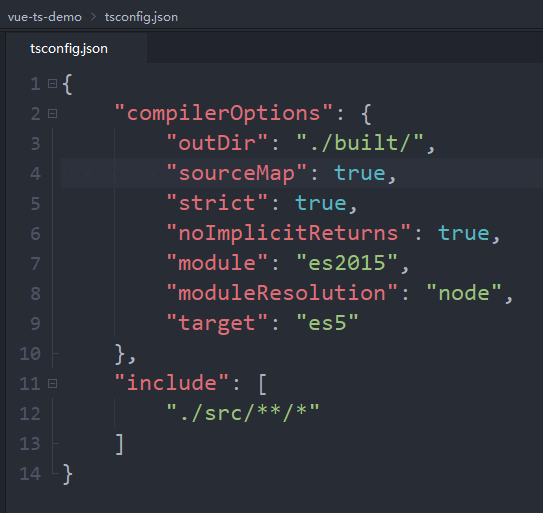 vue-ts-demo > tsconfig.json
tsconfig.json
1 {
2     "compilerOptions": {
3         "outDir": "./built/",
4         "sourceMap": true,
5         "strict": true,
6         "noImplicitReturns": true,
7         "module": "es2015",
8         "moduleResolution": "node",
9         "target": "es5"
10     },
11     "include": [
12         "./src/**/*"
13     ]
14 }